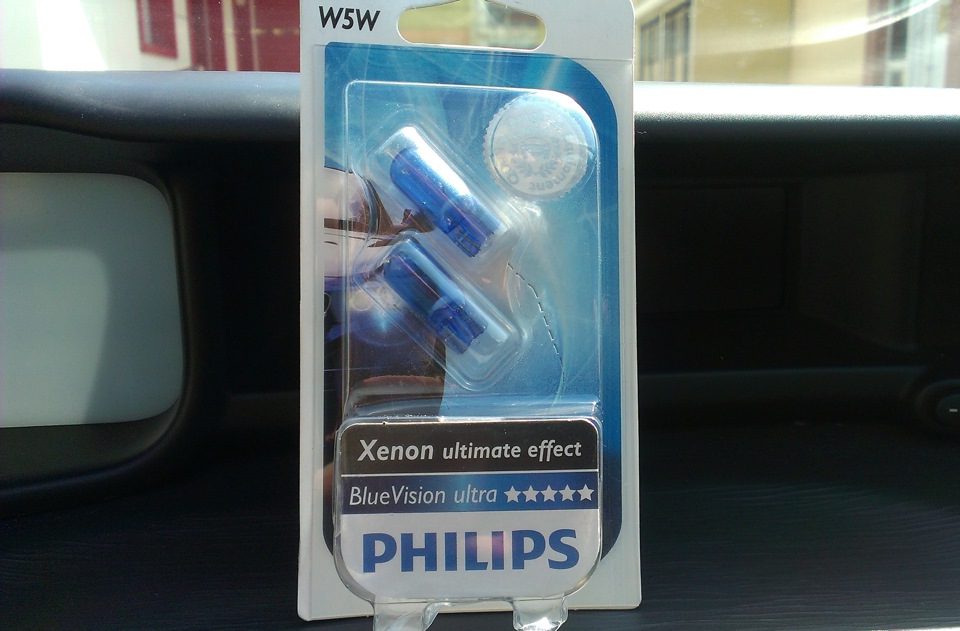 W5W
Xenon ultimate effect
BlueVision ultra
PHILIPS